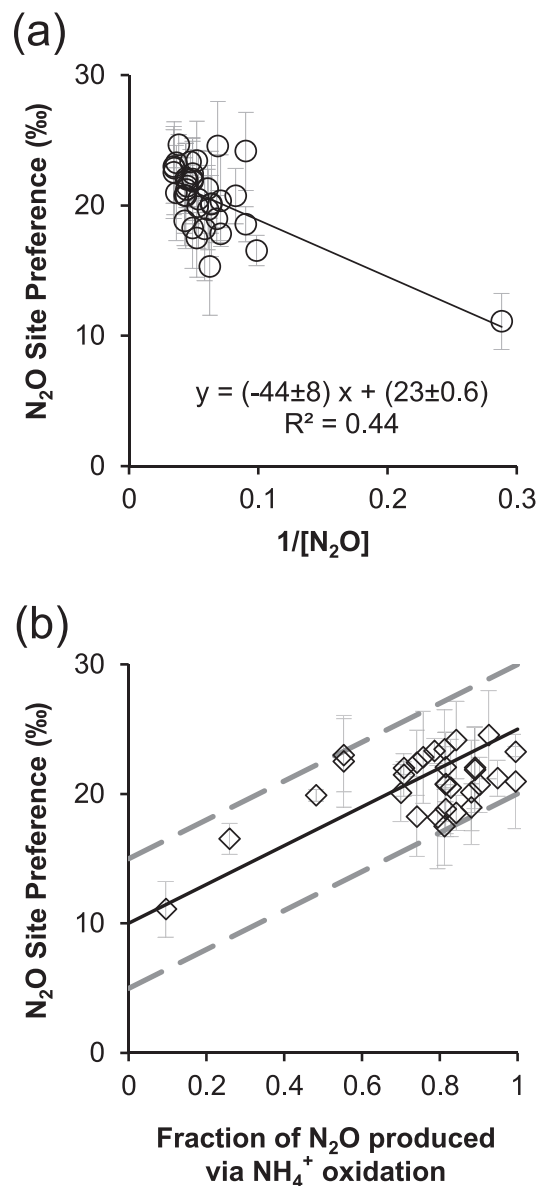 (a)
30
20
10
0
N₂O Site Preference (‰)
y = (-44±8) x + (23±0.6)
R² = 0.44
0 0.1 0.2 0.3
1/[N₂O]
(b)
30
20
10
0
N₂O Site Preference (‰)
0 0.2 0.4 0.6 0.8 1
Fraction of N₂O produced
via NH₄⁺ oxidation